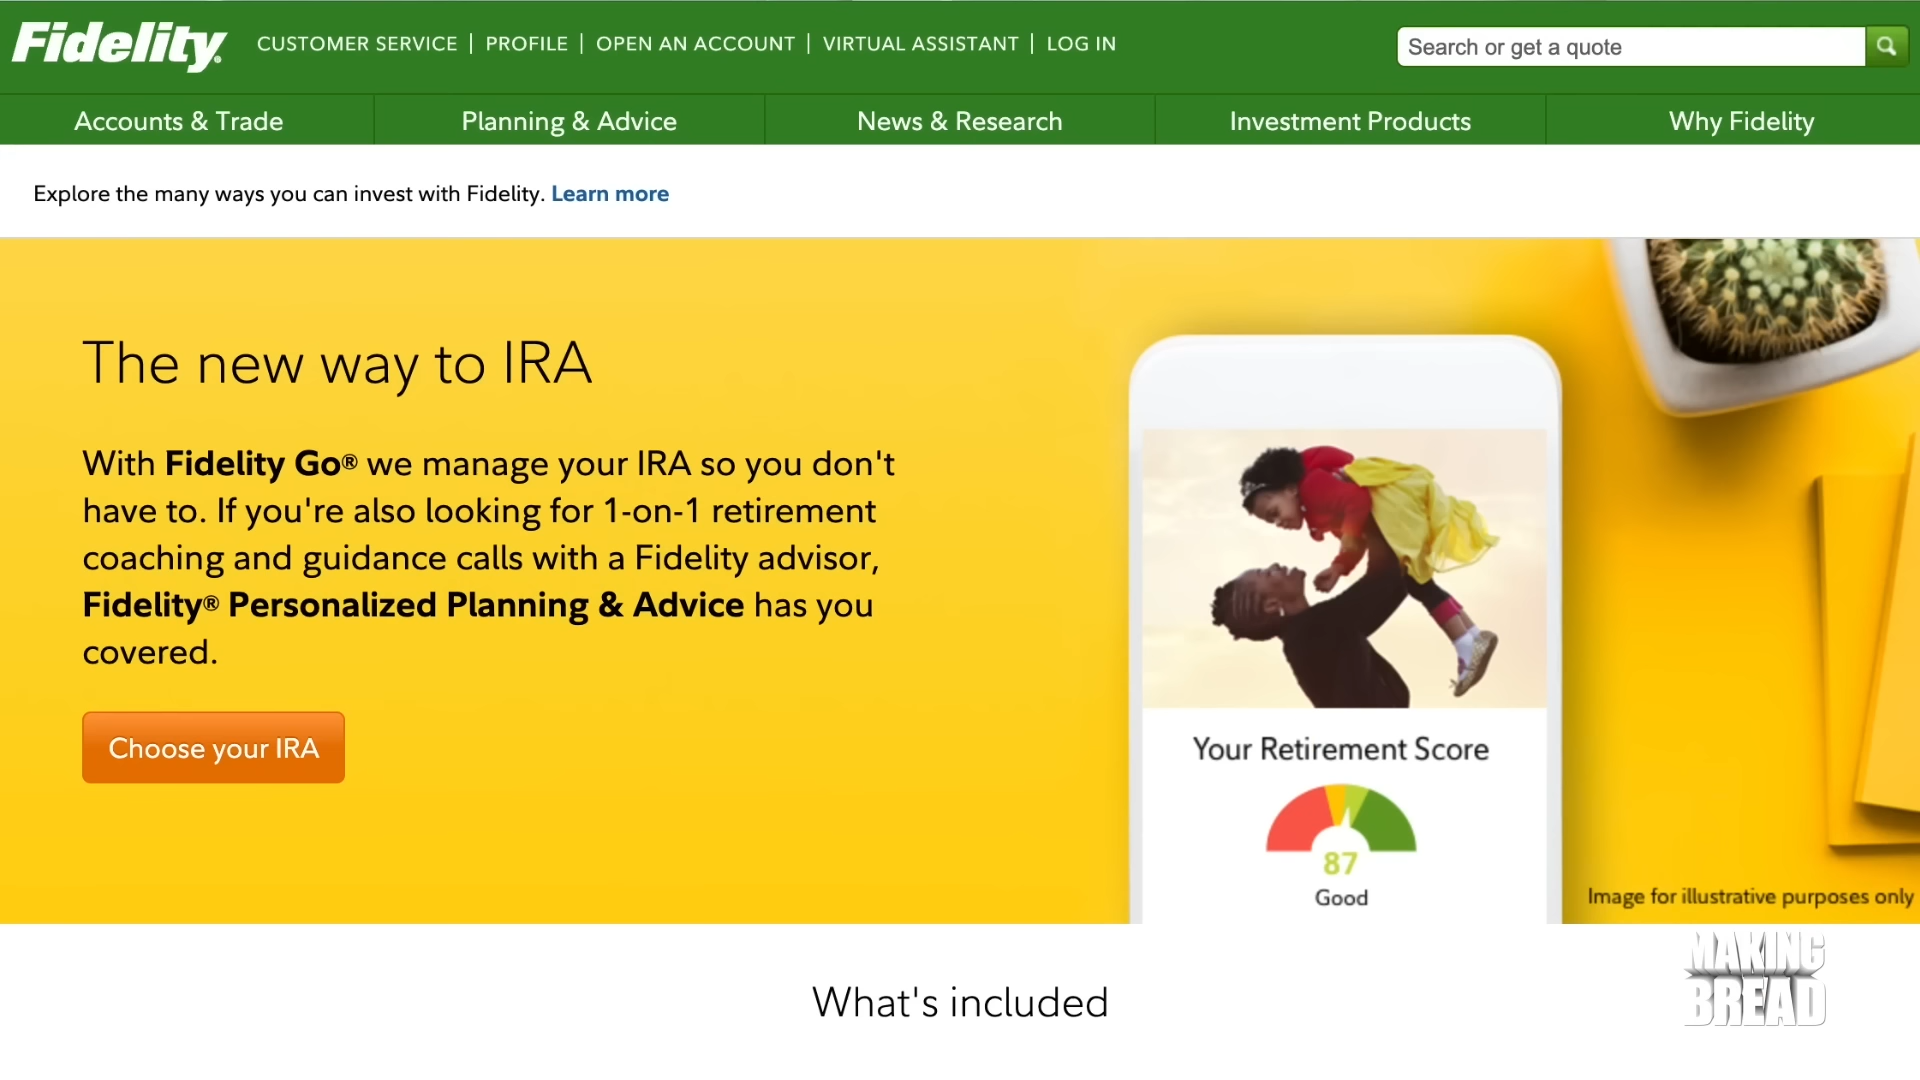 Fidelity
CUSTOMER SERVICE | PROFILE | OPEN AN ACCOUNT | VIRTUAL ASSISTANT | LOG IN
Search or get a quote
Accounts & Trade
Planning & Advice
News & Research
Investment Products
Why Fidelity
Explore the many ways you can invest with Fidelity. Learn more
The new way to IRA
With Fidelity Go® we manage your IRA so you don't
have to. If you're also looking for 1-on-1 retirement
coaching and guidance calls with a Fidelity advisor,
Fidelity® Personalized Planning & Advice has you
covered.
Choose your IRA
Your Retirement Score
87
Good
Image for illustrative purposes only
What's included
MAKING
BREAD